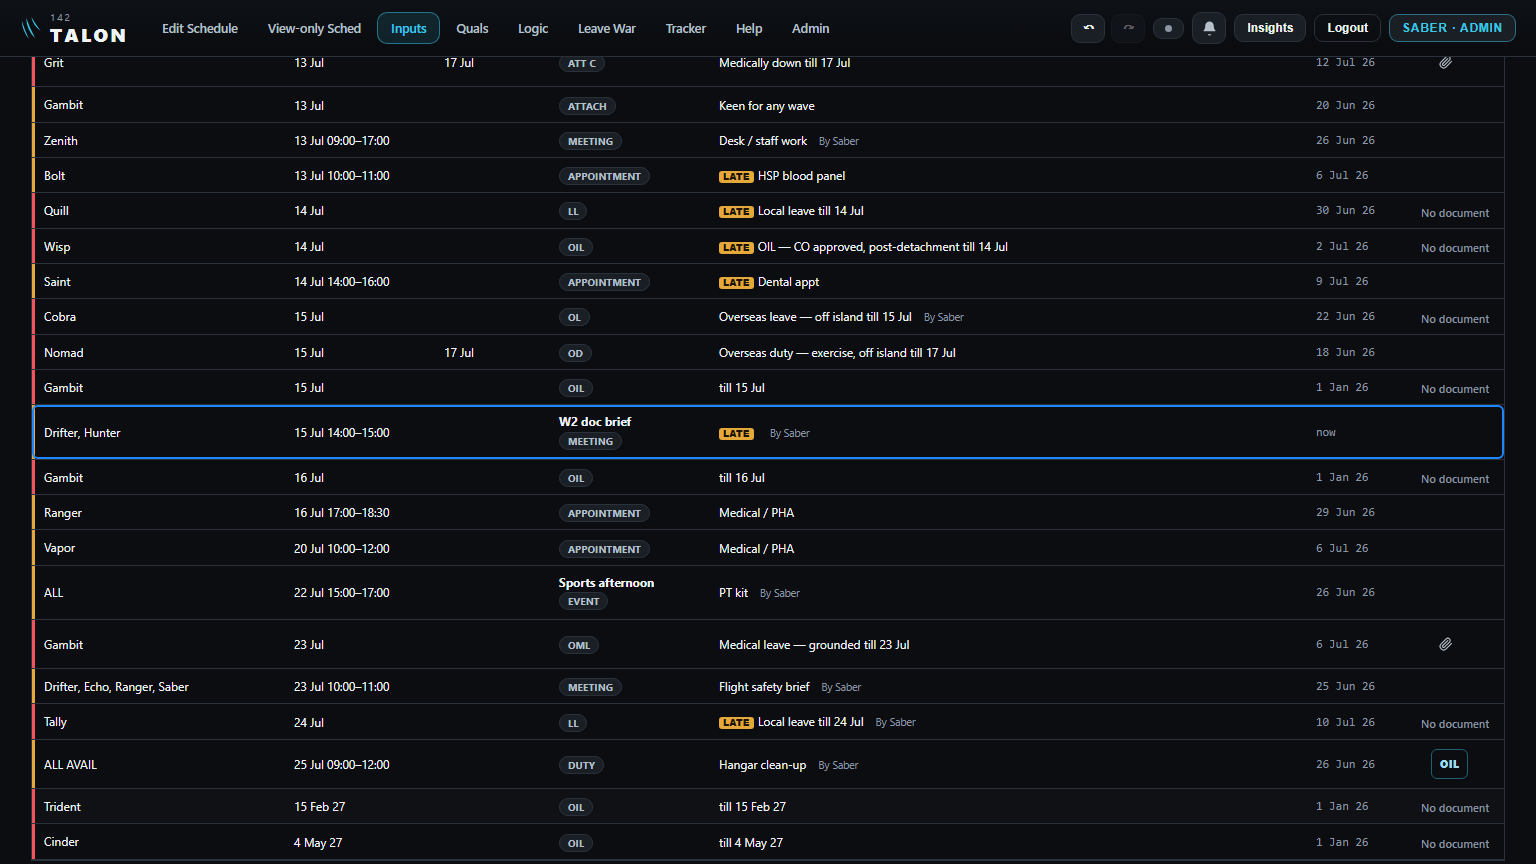 142
TALON
Edit Schedule View-only Sched Inputs Quals Logic Leave War Tracker Help Admin Insights Logout SABER · ADMIN
Grit 13 Jul 17 Jul ATT C Medically down till 17 Jul 12 Jul 26
Gambit 13 Jul ATTACH Keen for any wave 20 Jun 26
Zenith 13 Jul 09:00–17:00 MEETING Desk / staff work By Saber 26 Jun 26
Bolt 13 Jul 10:00–11:00 APPOINTMENT LATE HSP blood panel 6 Jul 26
Quill 14 Jul LL LATE Local leave till 14 Jul 30 Jun 26 No document
Wisp 14 Jul OIL LATE OIL — CO approved, post-detachment till 14 Jul 2 Jul 26 No document
Saint 14 Jul 14:00–16:00 APPOINTMENT LATE Dental appt 9 Jul 26
Cobra 15 Jul OL Overseas leave — off island till 15 Jul By Saber 22 Jun 26 No document
Nomad 15 Jul 17 Jul OD Overseas duty — exercise, off island till 17 Jul 18 Jun 26
Gambit 15 Jul OIL till 15 Jul 1 Jan 26 No document
W2 doc brief
Drifter, Hunter 15 Jul 14:00–15:00 MEETING LATE By Saber now
Gambit 16 Jul OIL till 16 Jul 1 Jan 26 No document
Ranger 16 Jul 17:00–18:30 APPOINTMENT Medical / PHA 29 Jun 26
Vapor 20 Jul 10:00–12:00 APPOINTMENT Medical / PHA 6 Jul 26
Sports afternoon
ALL 22 Jul 15:00–17:00 EVENT PT kit By Saber 26 Jun 26
Gambit 23 Jul OML Medical leave — grounded till 23 Jul 6 Jul 26
Drifter, Echo, Ranger, Saber 23 Jul 10:00–11:00 MEETING Flight safety brief By Saber 25 Jun 26
Tally 24 Jul LL LATE Local leave till 24 Jul By Saber 10 Jul 26 No document
ALL AVAIL 25 Jul 09:00–12:00 DUTY Hangar clean-up By Saber 26 Jun 26 OIL
Trident 15 Feb 27 OIL till 15 Feb 27 1 Jan 26 No document
Cinder 4 May 27 OIL till 4 May 27 1 Jan 26 No document